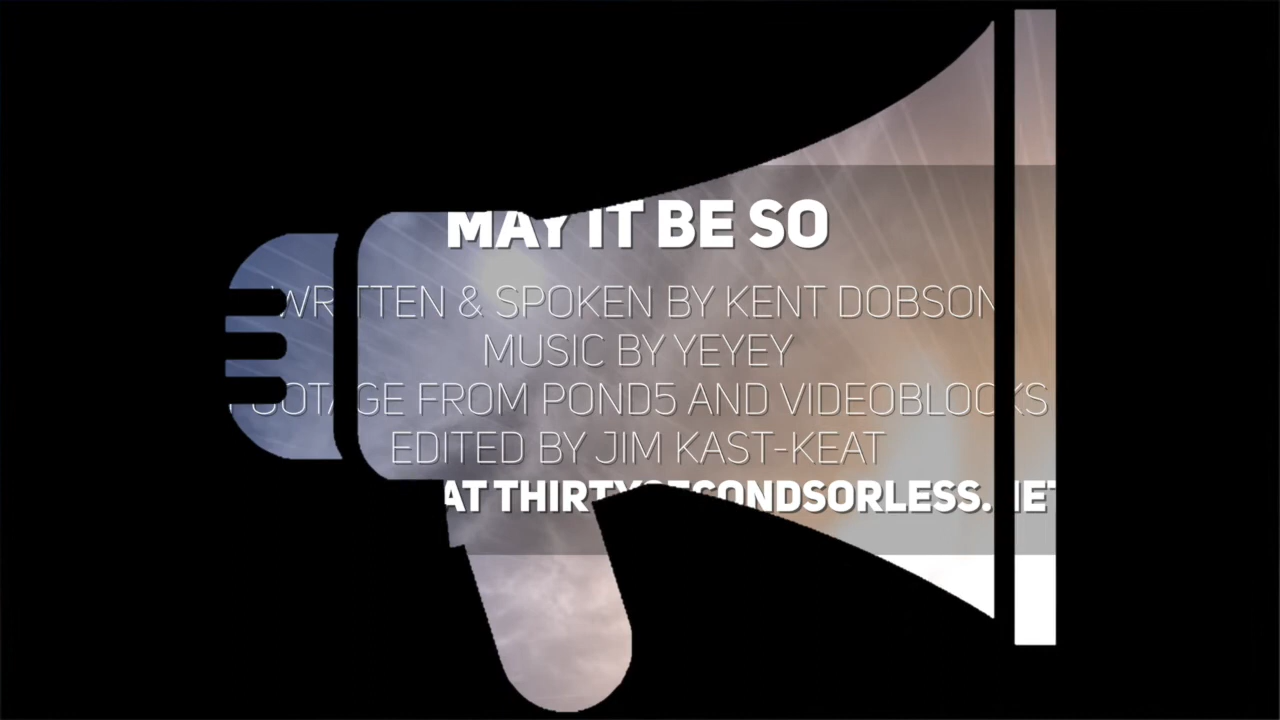 MAY IT BE SO
WRITTEN & SPOKEN BY KENT DOBSON
MUSIC BY YEYEY
FOOTAGE FROM POND5 AND VIDEOBLOCKS
EDITED BY JIM KAST-KEAT
AT THIRTYSECONDSORLESS.NET